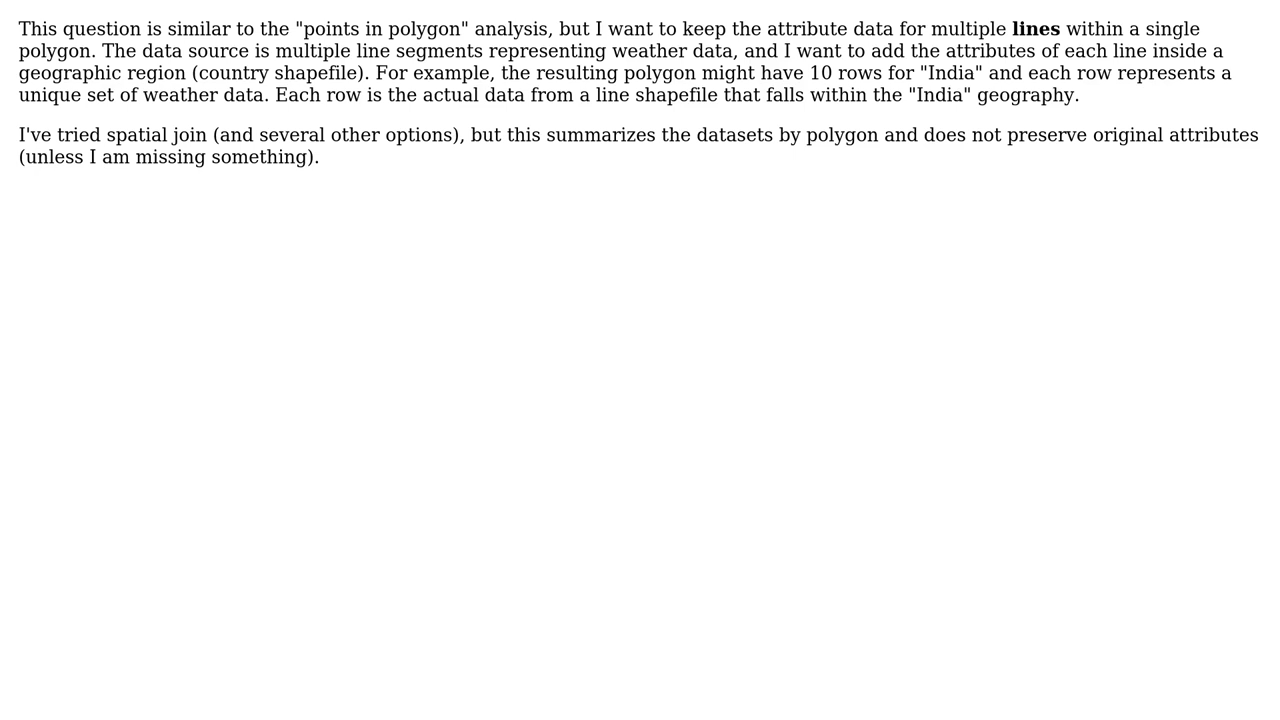 This question is similar to the "points in polygon" analysis, but I want to keep the attribute data for multiple lines within a single
polygon. The data source is multiple line segments representing weather data, and I want to add the attributes of each line inside a
geographic region (country shapefile). For example, the resulting polygon might have 10 rows for "India" and each row represents a
unique set of weather data. Each row is the actual data from a line shapefile that falls within the "India" geography.
I've tried spatial join (and several other options), but this summarizes the datasets by polygon and does not preserve original attributes
(unless I am missing something).